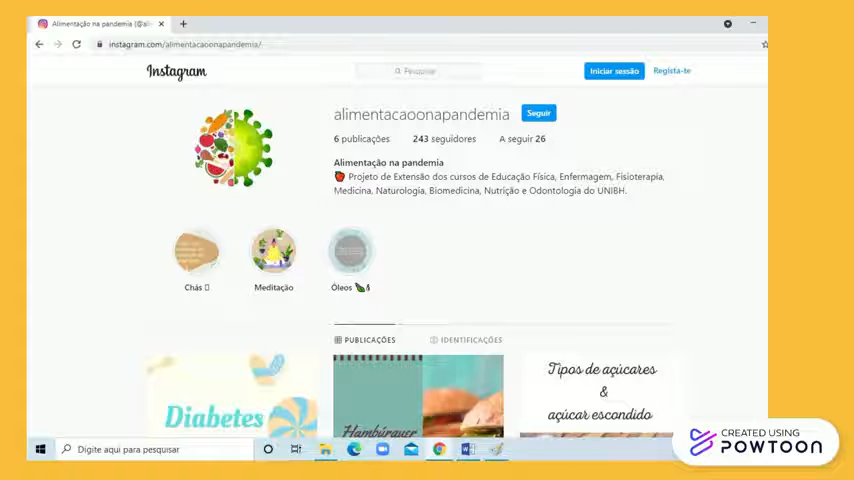 Alimentação na pandemia (@ali
instagram.com/alimentacaoonapandemia/
Instagram
Pesquisar
Iniciar sessão
Regista-te
alimentacaoonapandemia
Seguir
6 publicações 243 seguidores A seguir 26
Alimentação na pandemia
Projeto de Extensão dos cursos de Educação Física, Enfermagem, Fisioterapia,
Medicina, Naturologia, Biomedicina, Nutrição e Odontologia do UNIBH.
Chás
Meditação
Óleos
PUBLICAÇÕES
IDENTIFICAÇÕES
Diabetes
Hambúrguer
Tipos de açúcares
&
açúcar escondido
Digite aqui para pesquisar
CREATED USING
POWTOON